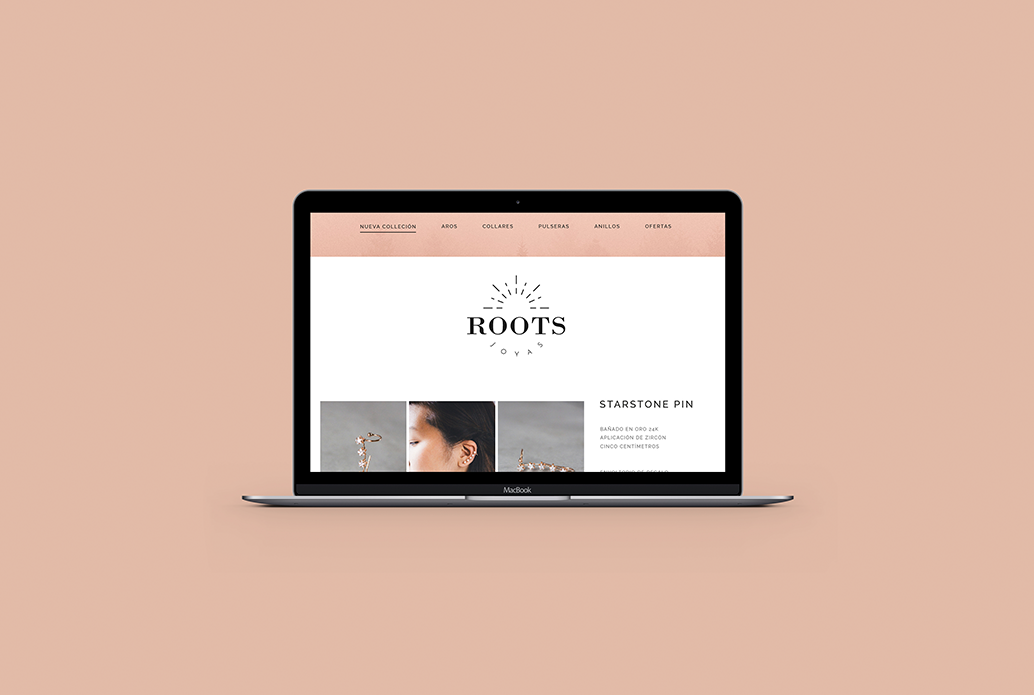 NUEVA COLLECIÓN AROS COLLARES PULSERAS ANILLOS OFERTAS
ROOTS
JOYAS
STARSTONE PIN
BAÑADO EN ORO 24K
APLICACIÓN DE ZIRCÓN
CINCO CENTÍMETROS
MacBook